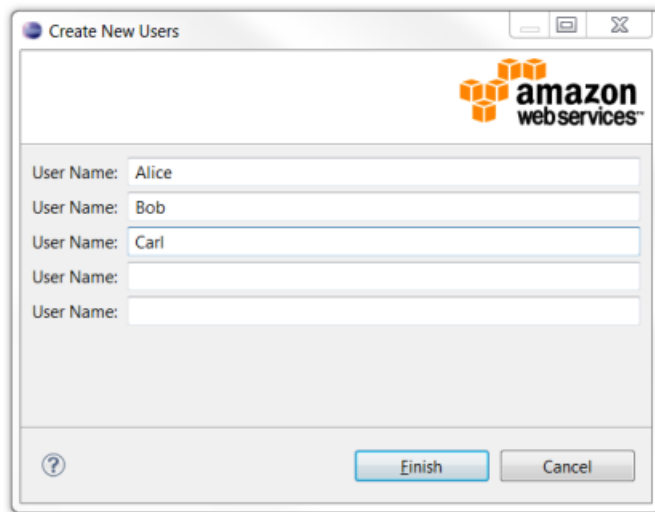 Create New Users
amazon
webservices™
User Name: Alice
User Name: Bob
User Name: Carl
User Name:
User Name:
?
Finish
Cancel